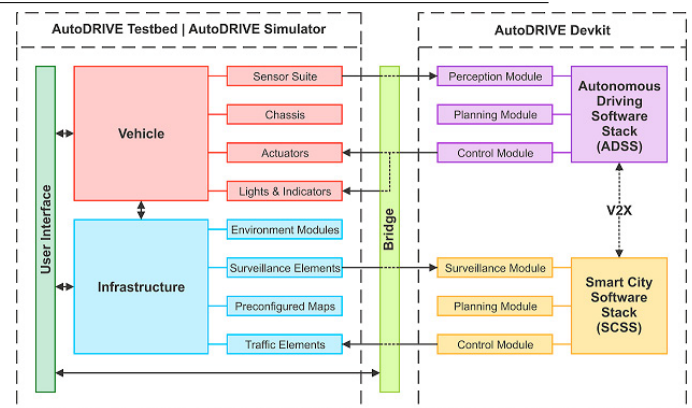 AutoDRIVE Testbed | AutoDRIVE Simulator
AutoDRIVE Devkit
User Interface
Vehicle
Sensor Suite
Chassis
Actuators
Lights & Indicators
Infrastructure
Environment Modules
Surveillance Elements
Preconfigured Maps
Traffic Elements
Bridge
Perception Module
Planning Module
Control Module
Autonomous
Driving
Software
Stack
(ADSS)
V2X
Surveillance Module
Planning Module
Control Module
Smart City
Software
Stack
(SCSS)